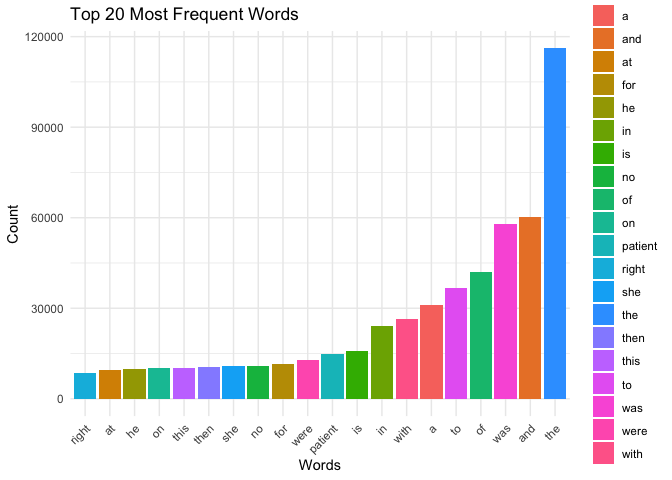 Top 20 Most Frequent Words
Count
120000
90000
60000
30000
0
right at he on this then she no for were patient is in with a to of was and the
Words
a
and
at
for
he
in
is
no
of
on
patient
right
she
the
then
this
to
was
were
with